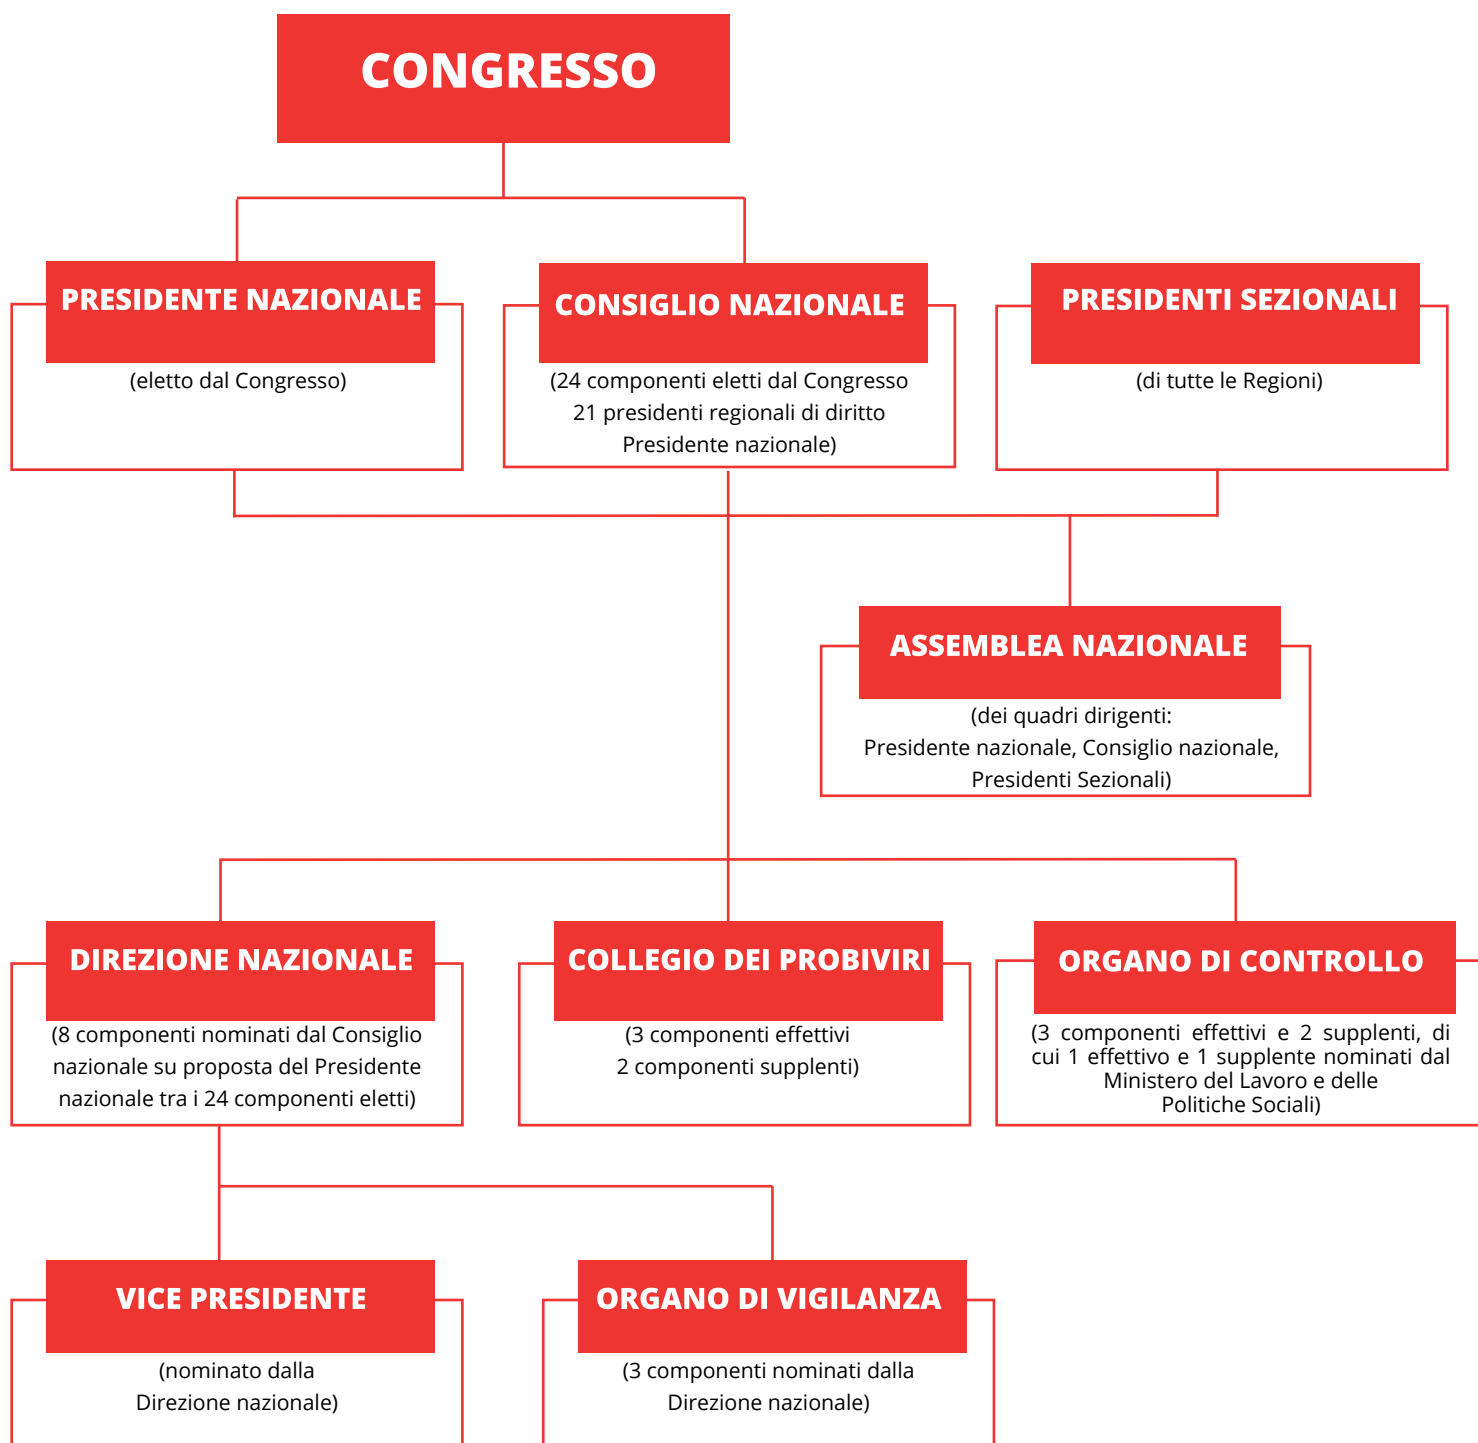 CONGRESSO
PRESIDENTE NAZIONALE
(eletto dal Congresso)
CONSIGLIO NAZIONALE
(24 componenti eletti dal Congresso
21 presidenti regionali di diritto
Presidente nazionale)
PRESIDENTI SEZIONALI
(di tutte le Regioni)
ASSEMBLEA NAZIONALE
(dei quadri dirigenti:
Presidente nazionale, Consiglio nazionale,
Presidenti Sezionali)
DIREZIONE NAZIONALE
(8 componenti nominati dal Consiglio
nazionale su proposta del Presidente
nazionale tra i 24 componenti eletti)
COLLEGIO DEI PROBIVIRI
(3 componenti effettivi
2 componenti supplenti)
ORGANO DI CONTROLLO
(3 componenti effettivi e 2 supplenti, di
cui 1 effettivo e 1 supplente nominati dal
Ministero del Lavoro e delle
Politiche Sociali)
VICE PRESIDENTE
(nominato dalla
Direzione nazionale)
ORGANO DI VIGILANZA
(3 componenti nominati dalla
Direzione nazionale)